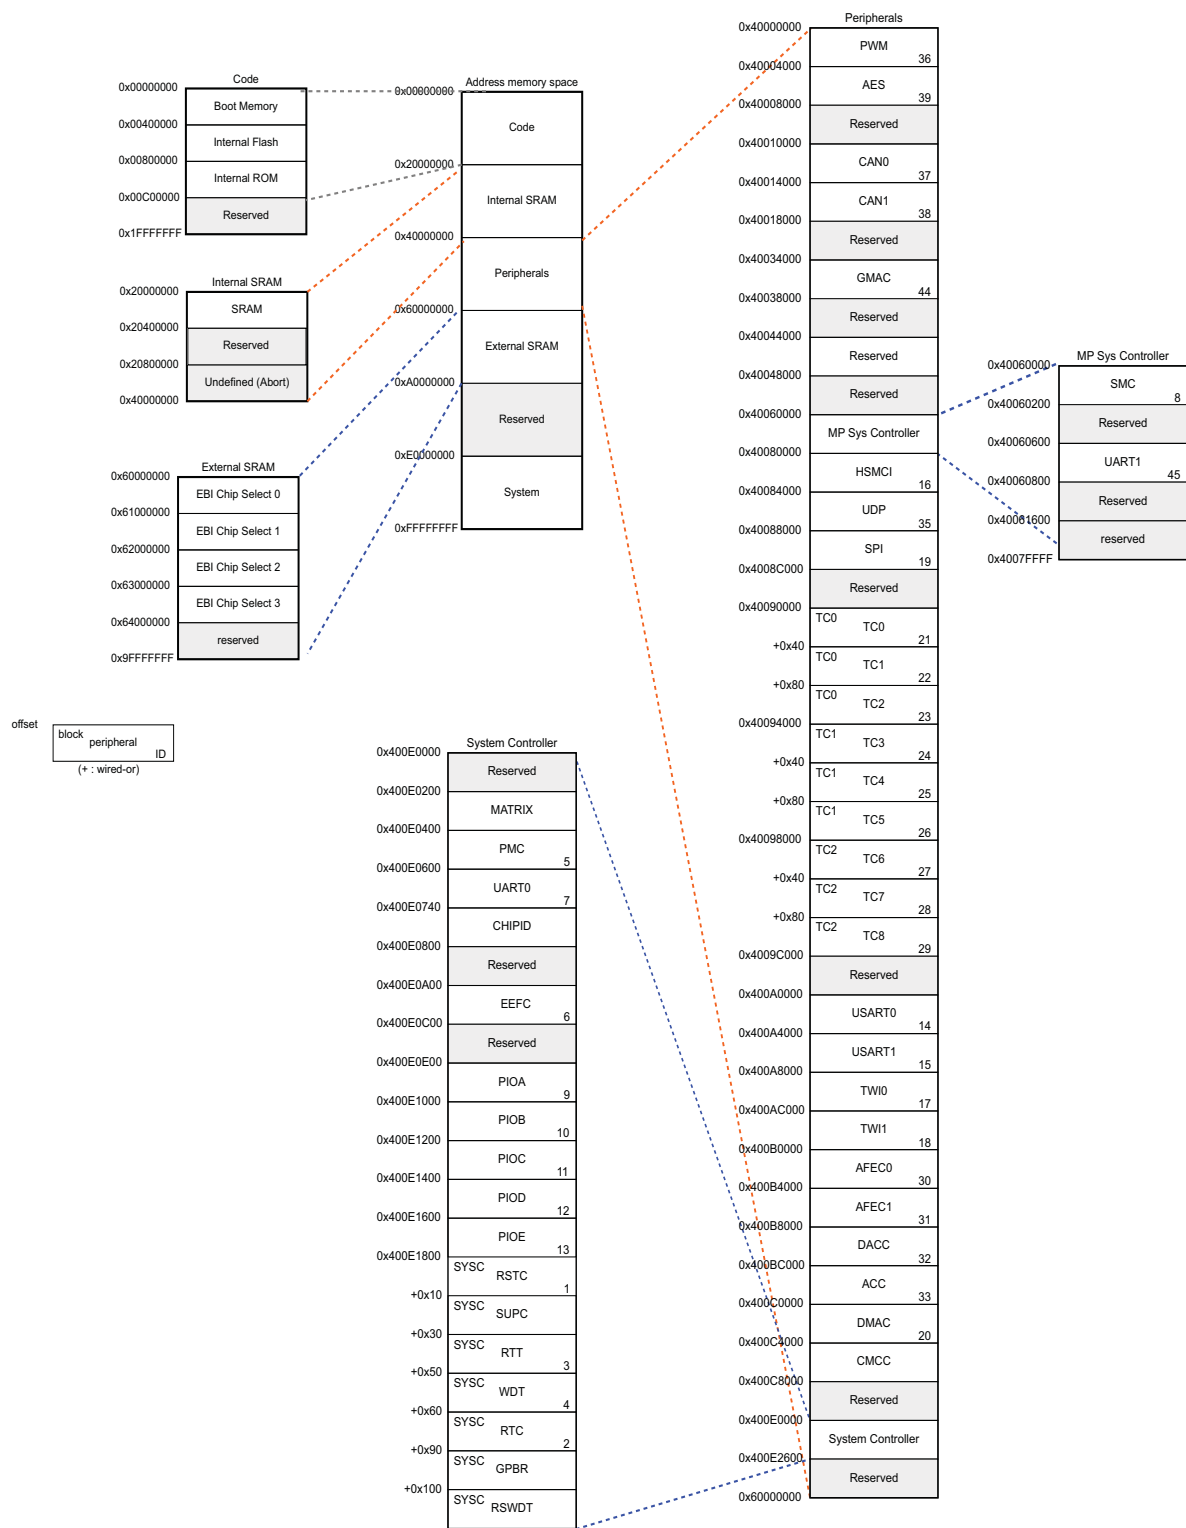 Code
0x00000000
Boot Memory
0x00400000
Internal Flash
0x00800000
Internal ROM
0x00C00000
Reserved
0x1FFFFFFF
Internal SRAM
0x20000000
SRAM
0x20400000
Reserved
0x20800000
Undefined (Abort)
0x40000000
External SRAM
0x60000000
EBI Chip Select 0
0x61000000
EBI Chip Select 1
0x62000000
EBI Chip Select 2
0x63000000
EBI Chip Select 3
0x64000000
reserved
0x9FFFFFFF
offset
block
peripheral
ID
(+ : wired-or)
Address memory space
0x00000000
Code
0x20000000
Internal SRAM
0x40000000
Peripherals
0x60000000
External SRAM
0xA0000000
Reserved
0xE0000000
System
0xFFFFFFFF
System Controller
0x400E0000
Reserved
0x400E0200
MATRIX
0x400E0400
PMC
5
0x400E0600
UART0
7
0x400E0740
CHIPID
0x400E0800
Reserved
0x400E0A00
EEFC
6
0x400E0C00
Reserved
0x400E0E00
PIOA
9
0x400E1000
PIOB
10
0x400E1200
PIOC
11
0x400E1400
PIOD
12
0x400E1600
PIOE
13
0x400E1800
SYSC
RSTC
1
+0x10
SYSC
SUPC
+0x30
SYSC
RTT
3
+0x50
SYSC
WDT
4
+0x60
SYSC
RTC
2
+0x90
SYSC
GPBR
+0x100
SYSC
RSWDT
Peripherals
0x40000000
PWM
36
0x40004000
AES
39
0x40008000
Reserved
0x40010000
CAN0
37
0x40014000
CAN1
38
0x40018000
Reserved
0x40034000
GMAC
44
0x40038000
Reserved
0x40044000
Reserved
0x40048000
Reserved
0x40060000
MP Sys Controller
0x40080000
HSMCI
16
0x40084000
UDP
35
0x40088000
SPI
19
0x4008C000
Reserved
0x40090000
TC0
TC0
21
+0x40
TC0
TC1
22
+0x80
TC0
TC2
23
0x40094000
TC1
TC3
24
+0x40
TC1
TC4
25
+0x80
TC1
TC5
26
0x40098000
TC2
TC6
27
+0x40
TC2
TC7
28
+0x80
TC2
TC8
29
0x4009C000
Reserved
0x400A0000
USART0
14
0x400A4000
USART1
15
0x400A8000
TWI0
17
0x400AC000
TWI1
18
0x400B0000
AFEC0
30
0x400B4000
AFEC1
31
0x400B8000
DACC
32
0x400BC000
ACC
33
0x400C0000
DMAC
20
0x400C4000
CMCC
0x400C8000
Reserved
0x400E0000
System Controller
0x400E2600
Reserved
0x60000000
MP Sys Controller
0x40060000
SMC
8
0x40060200
Reserved
0x40060600
UART1
45
0x40060800
Reserved
0x40061600
reserved
0x4007FFFF